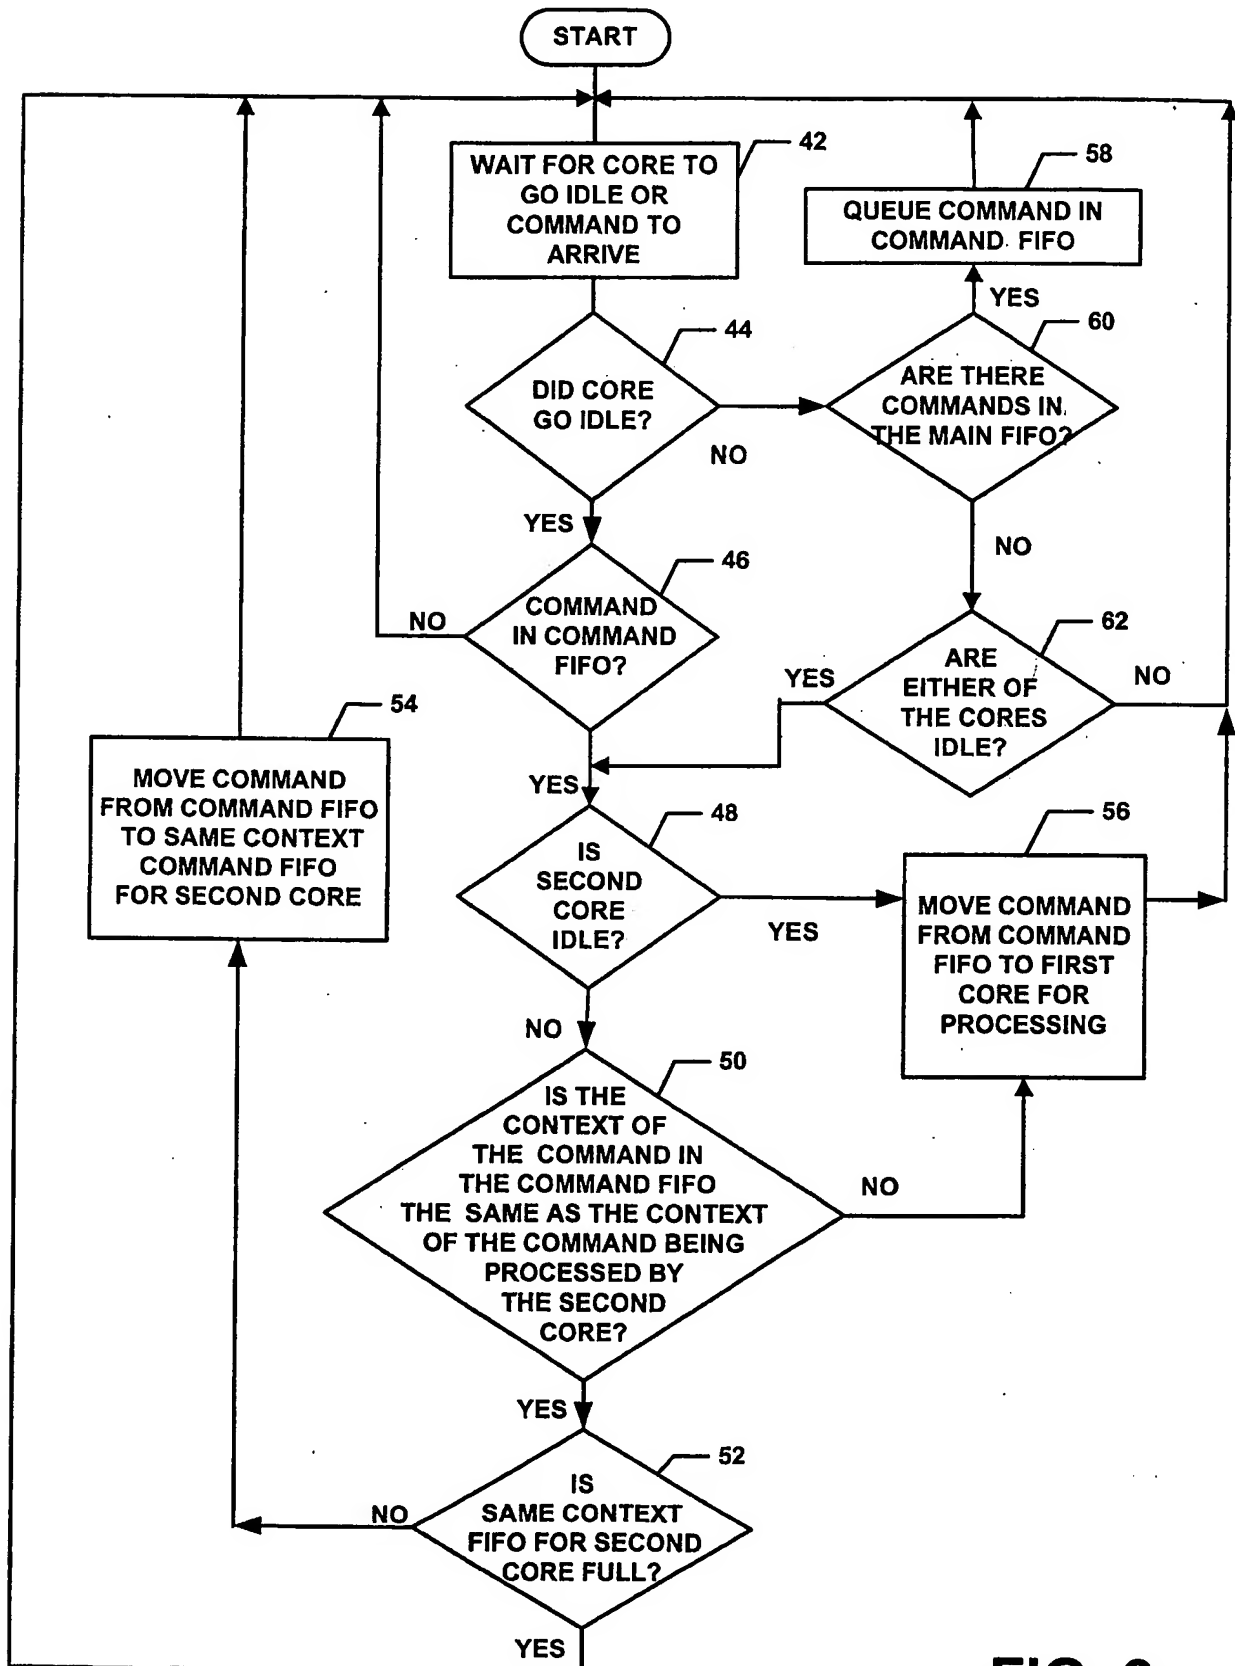 START
WAIT FOR CORE TO
GO IDLE OR
COMMAND TO
ARRIVE
42
58
QUEUE COMMAND IN
COMMAND FIFO
YES
44
DID CORE
GO IDLE?
NO
60
ARE THERE
COMMANDS IN
THE MAIN FIFO?
YES
NO
46
COMMAND
IN COMMAND
FIFO?
NO
62
ARE
EITHER OF
THE CORES
IDLE?
YES
NO
54
MOVE COMMAND
FROM COMMAND FIFO
TO SAME CONTEXT
COMMAND FIFO
FOR SECOND CORE
YES
48
IS
SECOND
CORE
IDLE?
YES
56
MOVE COMMAND
FROM COMMAND
FIFO TO FIRST
CORE FOR
PROCESSING
NO
50
IS THE
CONTEXT OF
THE COMMAND IN
THE COMMAND FIFO
THE SAME AS THE CONTEXT
OF THE COMMAND BEING
PROCESSED BY
THE SECOND
CORE?
NO
YES
52
IS
SAME CONTEXT
FIFO FOR SECOND
CORE FULL?
NO
YES